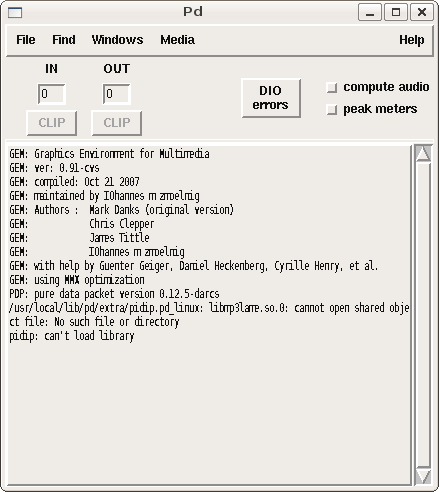 Pd
File Find Windows Media Help
IN OUT
0 0
CLIP CLIP
DIO
errors
compute audio
peak meters
GEM: Graphics Environment for Multimedia
GEM: ver: 0.91-cvs
GEM: compiled: Oct 21 2007
GEM: maintained by IOhannes m zmoelnig
GEM: Authors : Mark Danks (original version)
GEM: Chris Clepper
GEM: James Tittle
GEM: IOhannes m zmoelnig
GEM: with help by Guenter Geiger, Daniel Heckenberg, Cyrille Henry, et al.
GEM: using MMX optimization
PDP: pure data packet version 0.12.5-darcs
/usr/local/lib/pd/extra/pidip.pd_linux: libmp3lame.so.0: cannot open shared obje
ct file: No such file or directory
pidip: can't load library